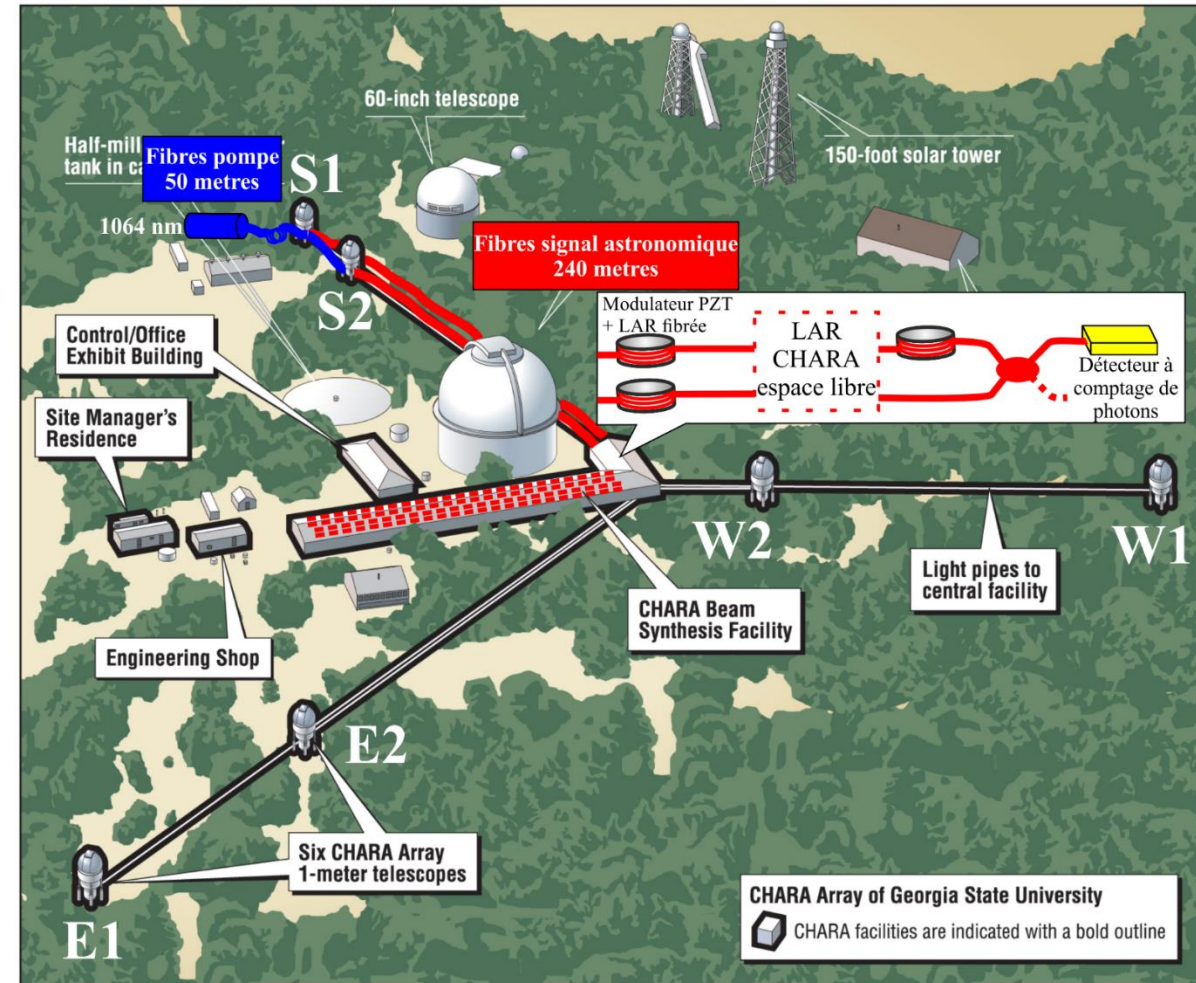 60-inch telescope
150-foot solar tower
Half-mill
tank in ca
Fibres pompe
50 metres
S1
1064 nm
S2
Fibres signal astronomique
240 metres
Modulateur PZT
+ LAR fibrée
LAR
CHARA
espace libre
Détecteur à
comptage de
photons
Control/Office
Exhibit Building
Site Manager's
Residence
W2
W1
Light pipes to
central facility
CHARA Beam
Synthesis Facility
Engineering Shop
E2
Six CHARA Array
1-meter telescopes
E1
CHARA Array of Georgia State University
CHARA facilities are indicated with a bold outline